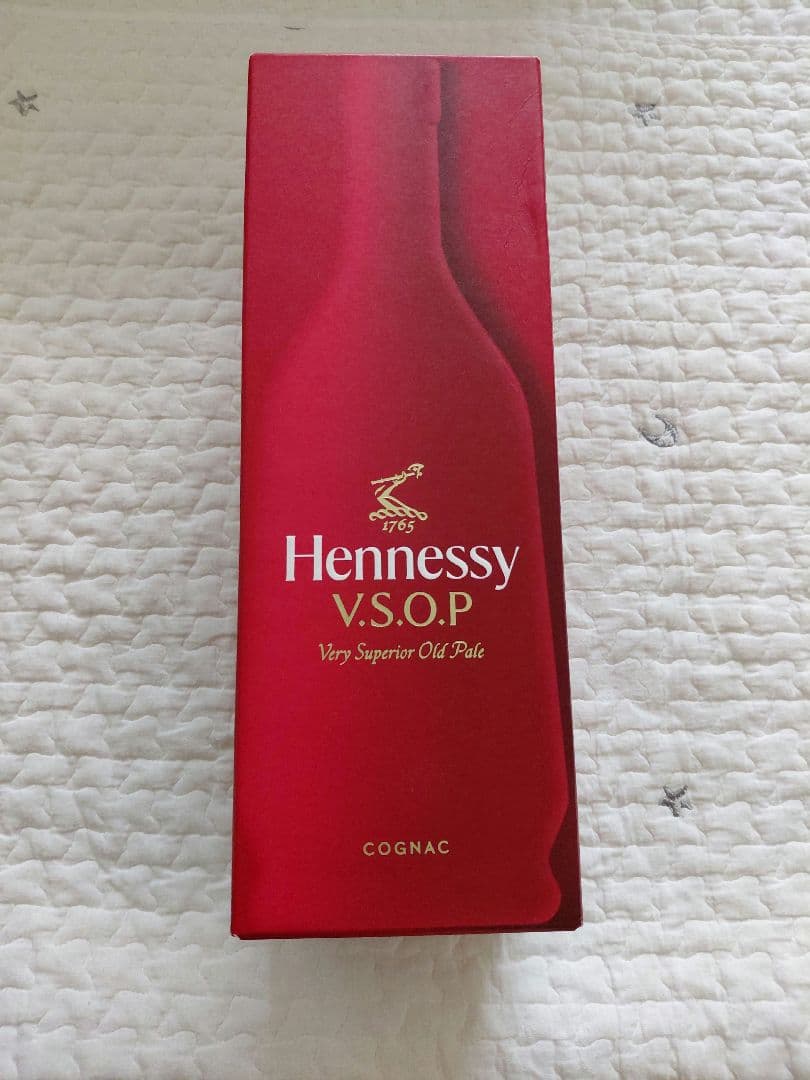 1765
Hennessy
V.S.O.P
Very Superior Old Pale
COGNAC